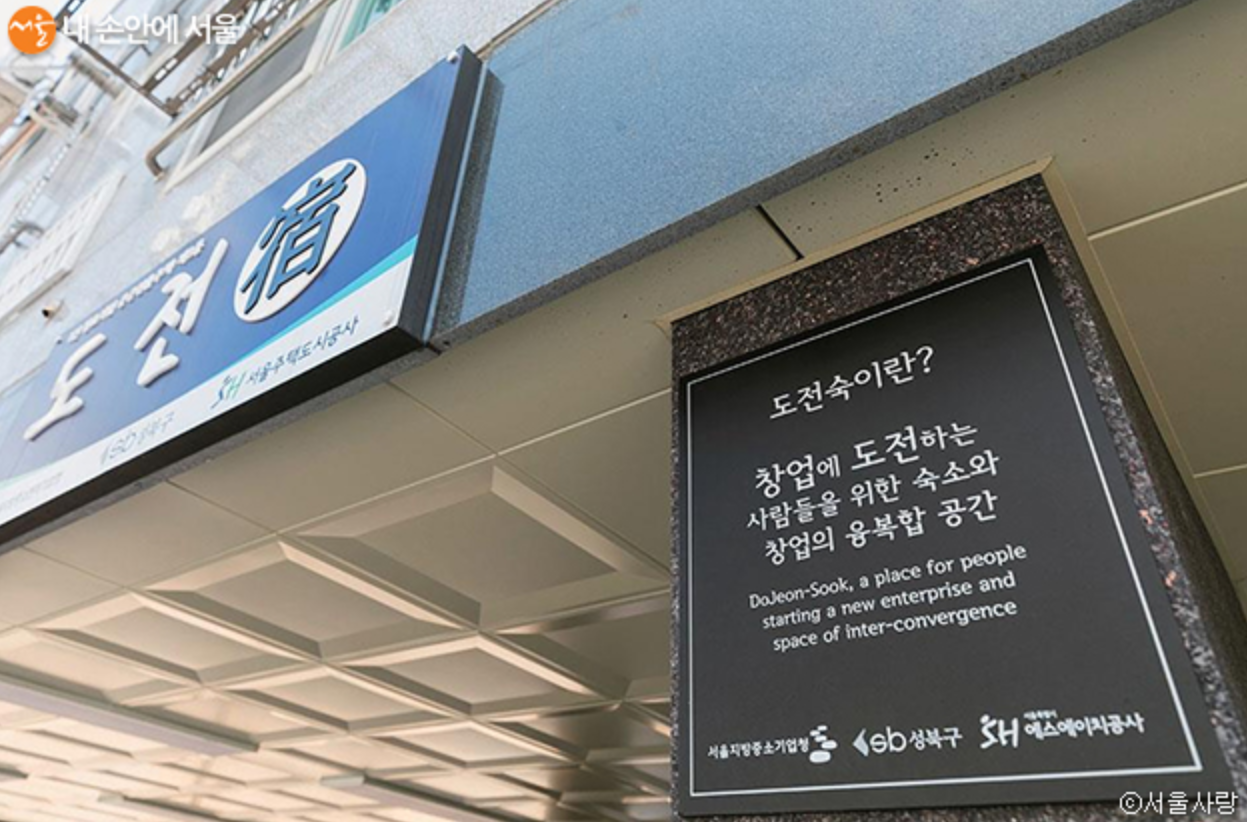 서울 내 손안에 서울
도전宿
sb 성북구
SH 서울주택도시공사
도전숙이란?
창업에 도전하는
사람들을 위한 숙소와
창업의 융복합 공간
DoJeon-Sook, a place for people
starting a new enterprise and
space of inter-convergence
서울지방중소기업청 sb 성북구 SH 에스에이치공사
©서울사랑